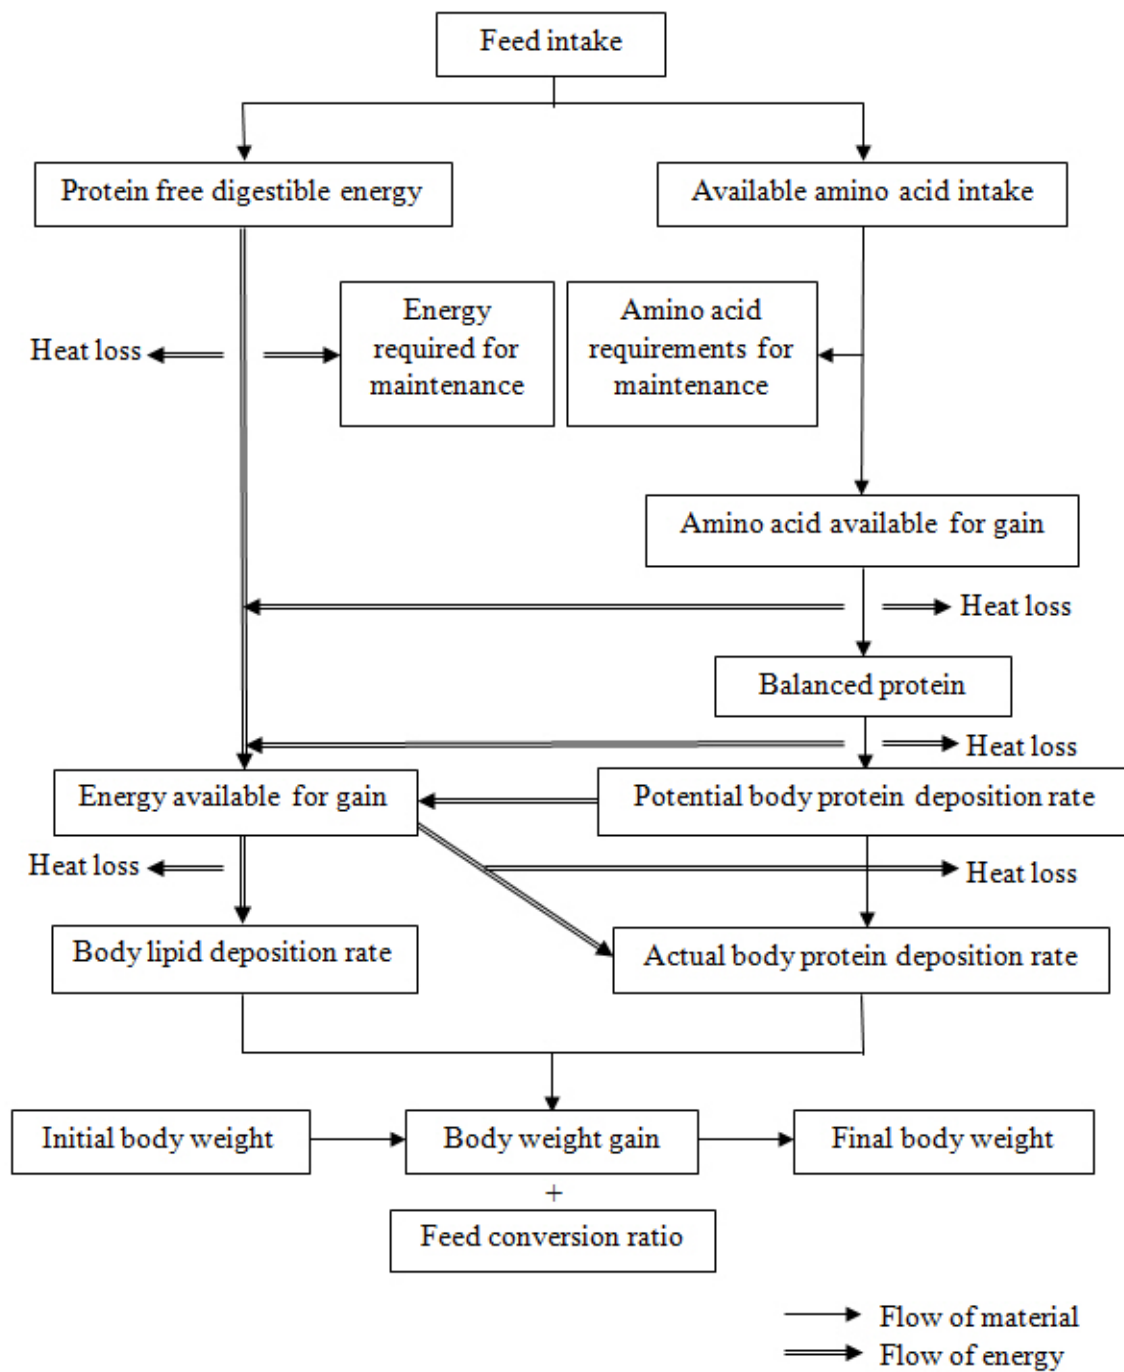 Feed intake
Protein free digestible energy
Available amino acid intake
Energy
required for
maintenance
Amino acid
requirements for
maintenance
Heat loss
Amino acid available for gain
Heat loss
Balanced protein
Heat loss
Energy available for gain
Potential body protein deposition rate
Heat loss
Heat loss
Body lipid deposition rate
Actual body protein deposition rate
Initial body weight
Body weight gain
Final body weight
+
Feed conversion ratio
Flow of material
Flow of energy